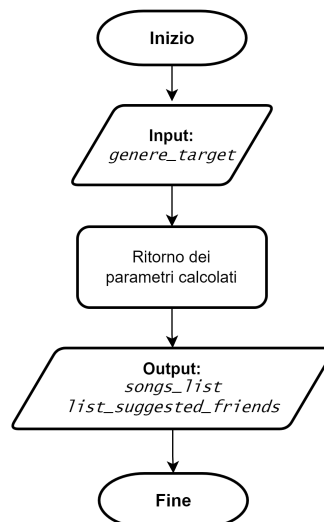 Inizio
Input:
genere_target
Ritorno dei
parametri calcolati
Output:
songs_list
list_suggested_friends
Fine